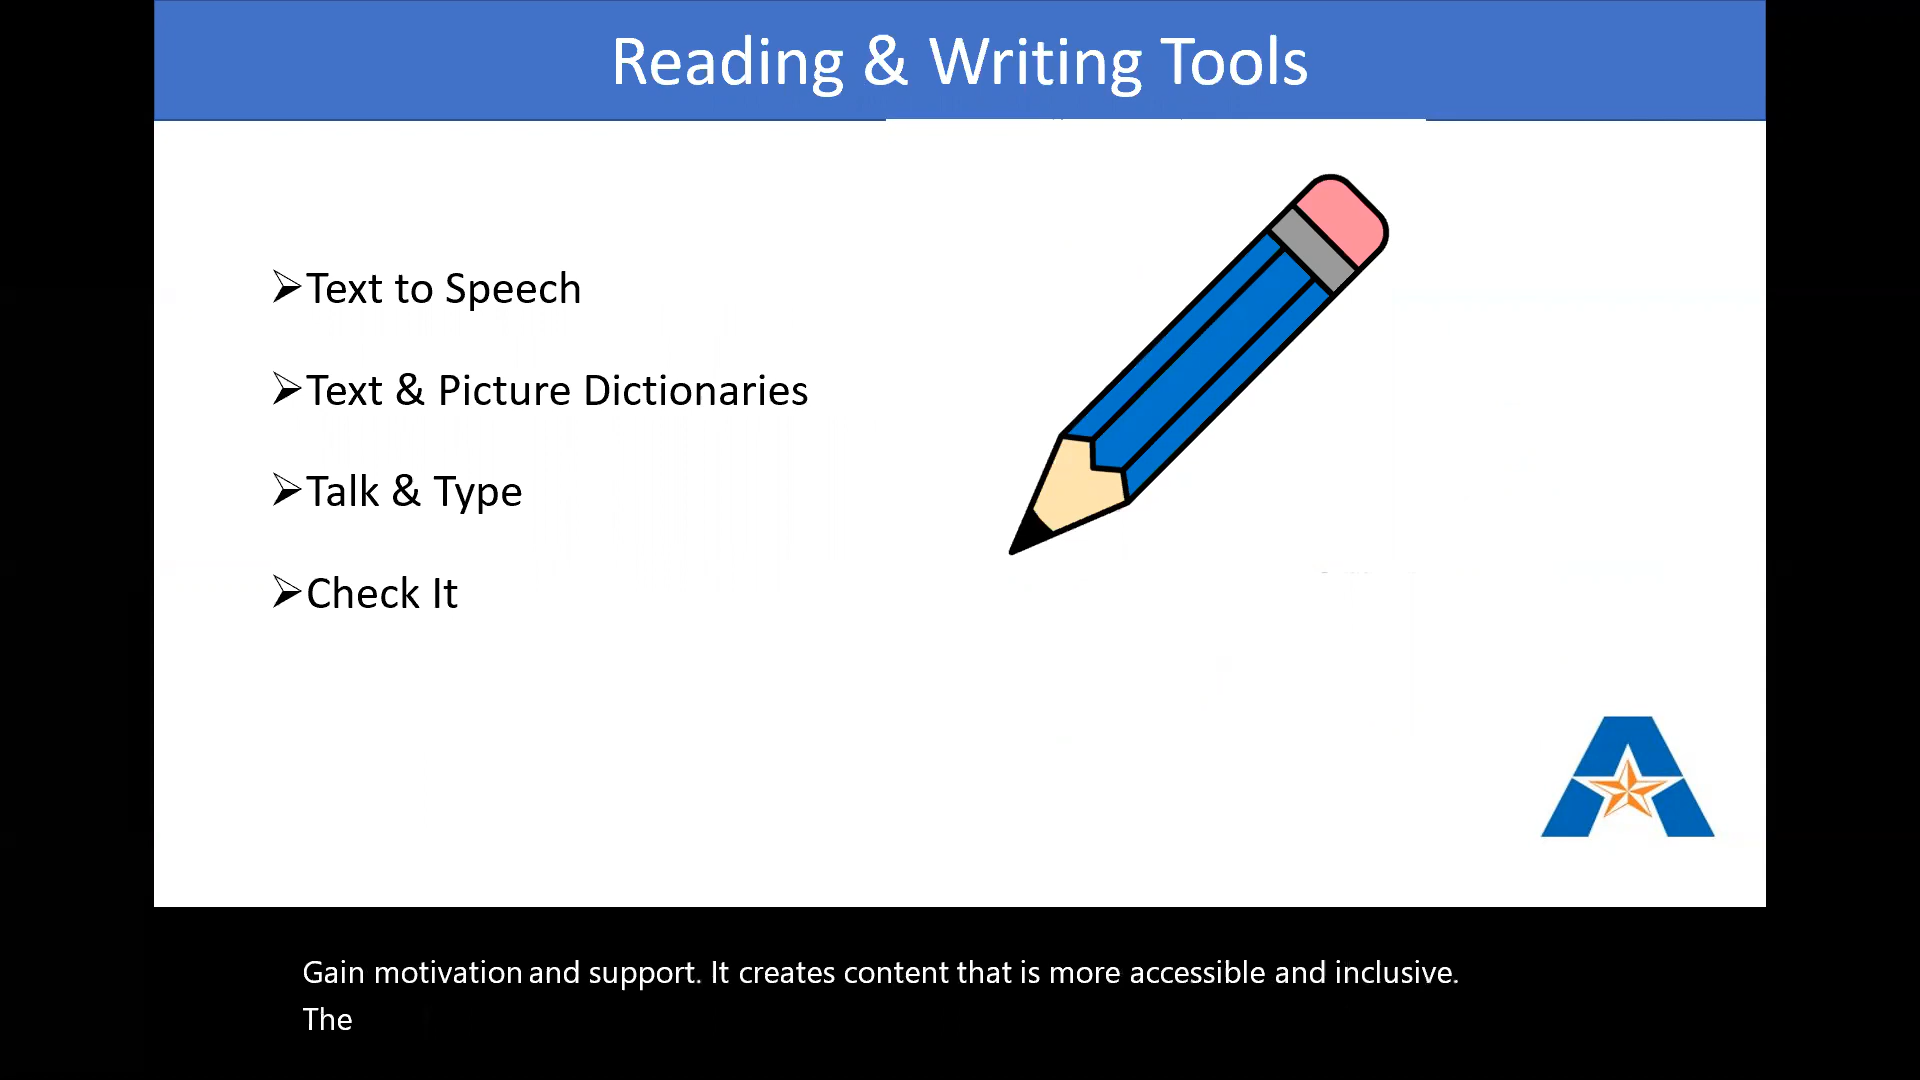 Reading & Writing Tools
Text to Speech
Text & Picture Dictionaries
Talk & Type
Check It
Gain motivation and support. It creates content that is more accessible and inclusive.
The